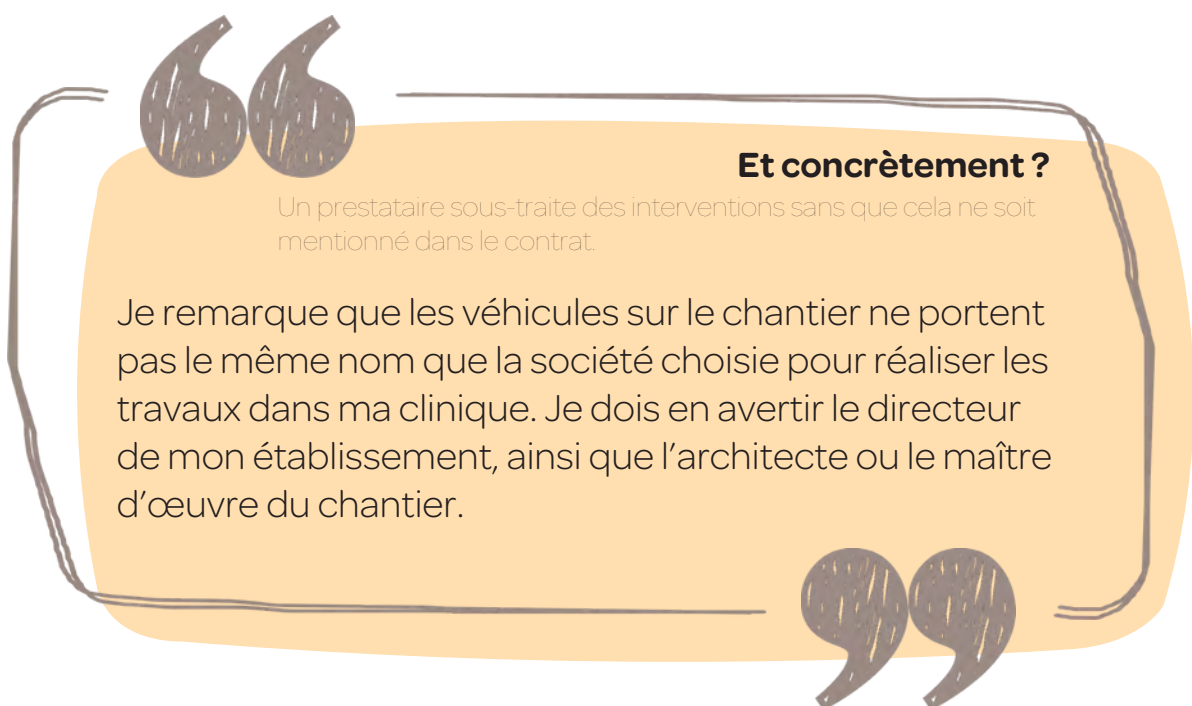 Et concrètement ?
Un prestataire sous-traite des interventions sans que cela ne soit
mentionné dans le contrat.
Je remarque que les véhicules sur le chantier ne portent
pas le même nom que la société choisie pour réaliser les
travaux dans ma clinique. Je dois en avertir le directeur
de mon établissement, ainsi que l’architecte ou le maître
d’œuvre du chantier.